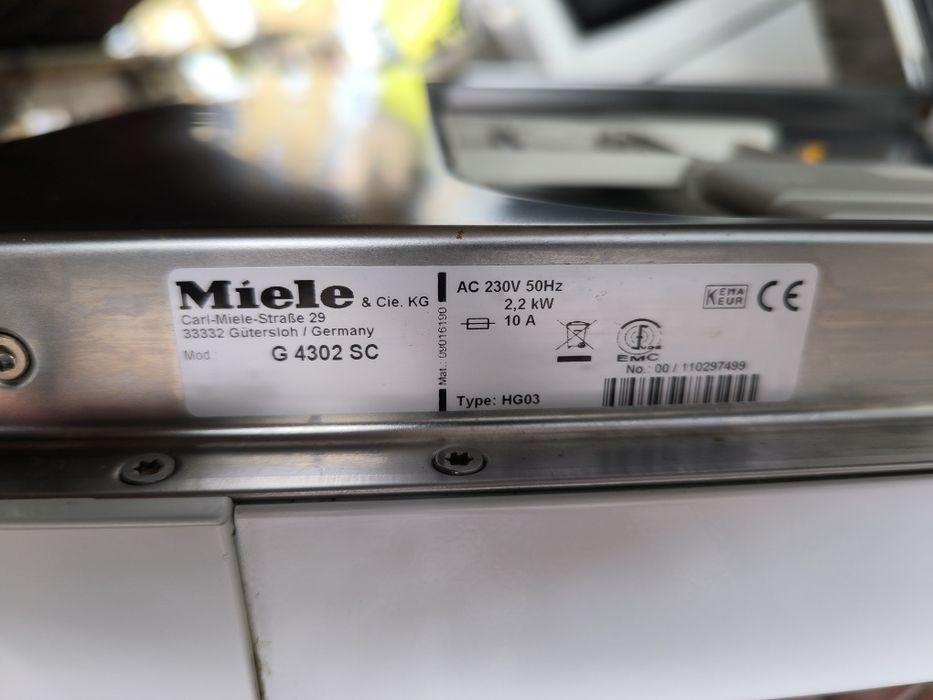 Miele & Cie. KG
Carl-Miele-Straße 29
33332 Gütersloh / Germany
Mod. G 4302 SC
Mat.: 09016190
AC 230V 50Hz
2,2 kW
10 A
Type: HG03
EMC
KEMA
EUR
CE
No.: 00 / 110297499